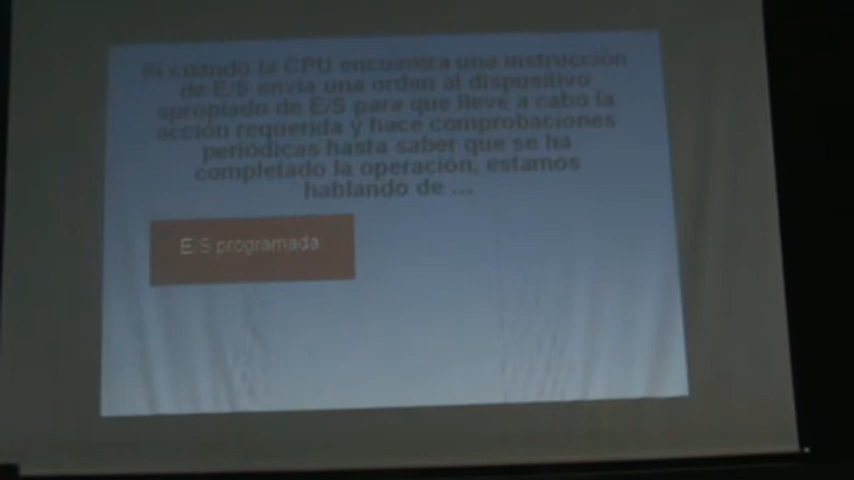 Si cuando la CPU encuentra una instrucción
de E/S envía una orden al dispositivo
apropiado de E/S para que lleve a cabo la
acción requerida y hace comprobaciones
periódicas hasta saber que se ha
completado la operación, estamos
hablando de ...
E/S programada